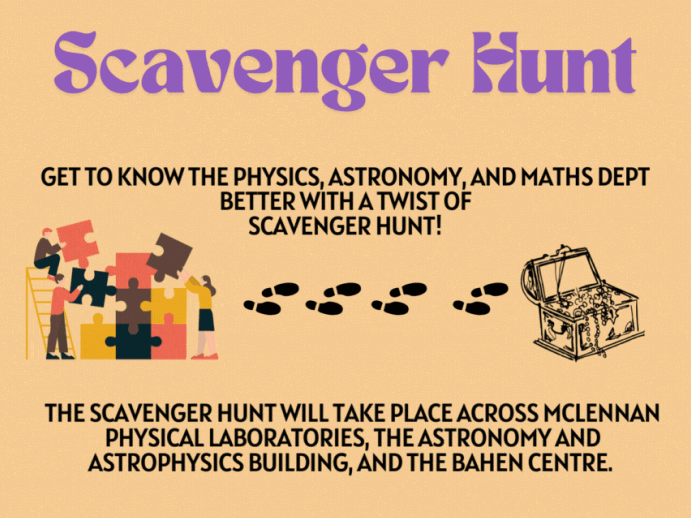 Scavenger Hunt
GET TO KNOW THE PHYSICS, ASTRONOMY, AND MATHS DEPT
BETTER WITH A TWIST OF
SCAVENGER HUNT!
THE SCAVENGER HUNT WILL TAKE PLACE ACROSS MCLENNAN
PHYSICAL LABORATORIES, THE ASTRONOMY AND
ASTROPHYSICS BUILDING, AND THE BAHEN CENTRE.